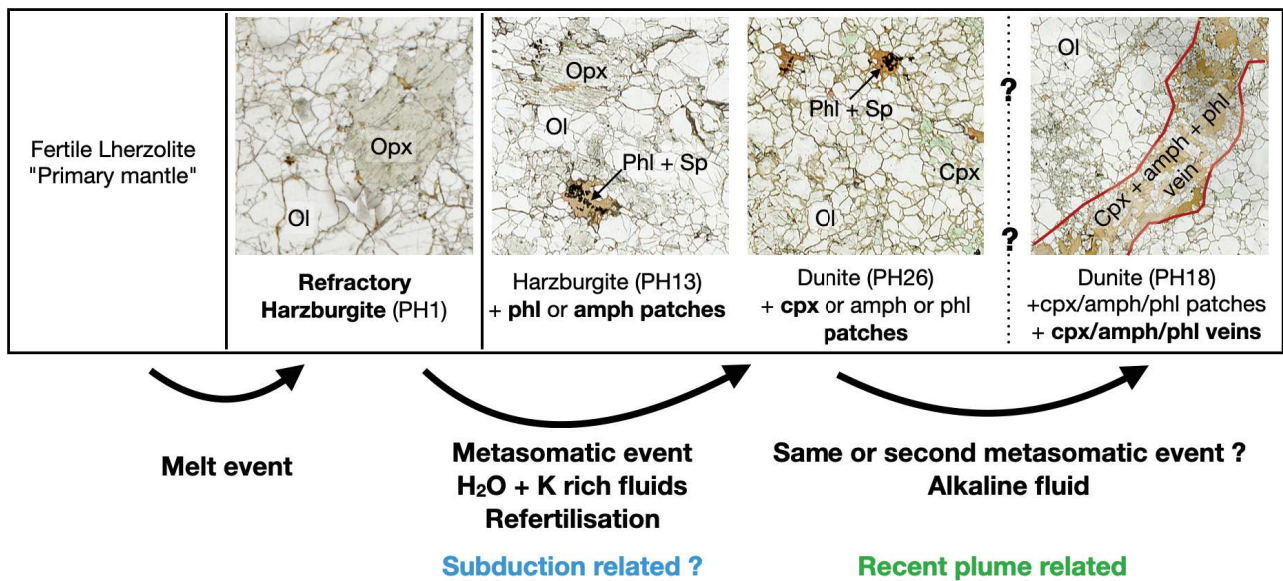 Fertile Lherzolite
"Primary mantle"
Opx
Ol
Refractory
Harzburgite (PH1)
Opx
Ol
Phl + Sp
Harzburgite (PH13)
+ phl or amph patches
Phl + Sp
Cpx
Ol
Dunite (PH26)
+ cpx or amph or phl
patches
?
?
Ol
Cpx + amph + phl
vein
Dunite (PH18)
+cpx/amph/phl patches
+ cpx/amph/phl veins
Melt event
Metasomatic event
H₂O + K rich fluids
Refertilisation
Subduction related ?
Same or second metasomatic event ?
Alkaline fluid
Recent plume related